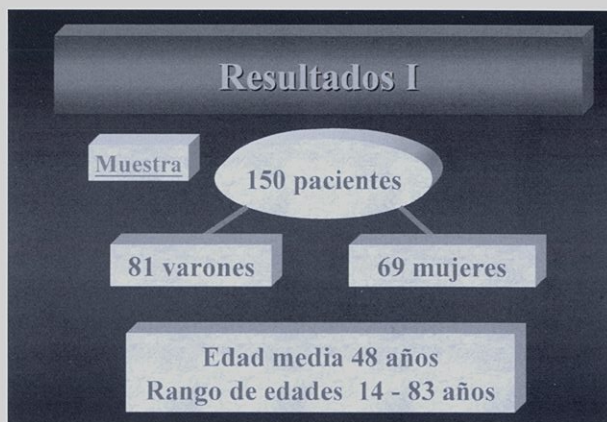 Resultados I
Muestra
150 pacientes
81 varones
69 mujeres
Edad media 48 años
Rango de edades 14 - 83 años